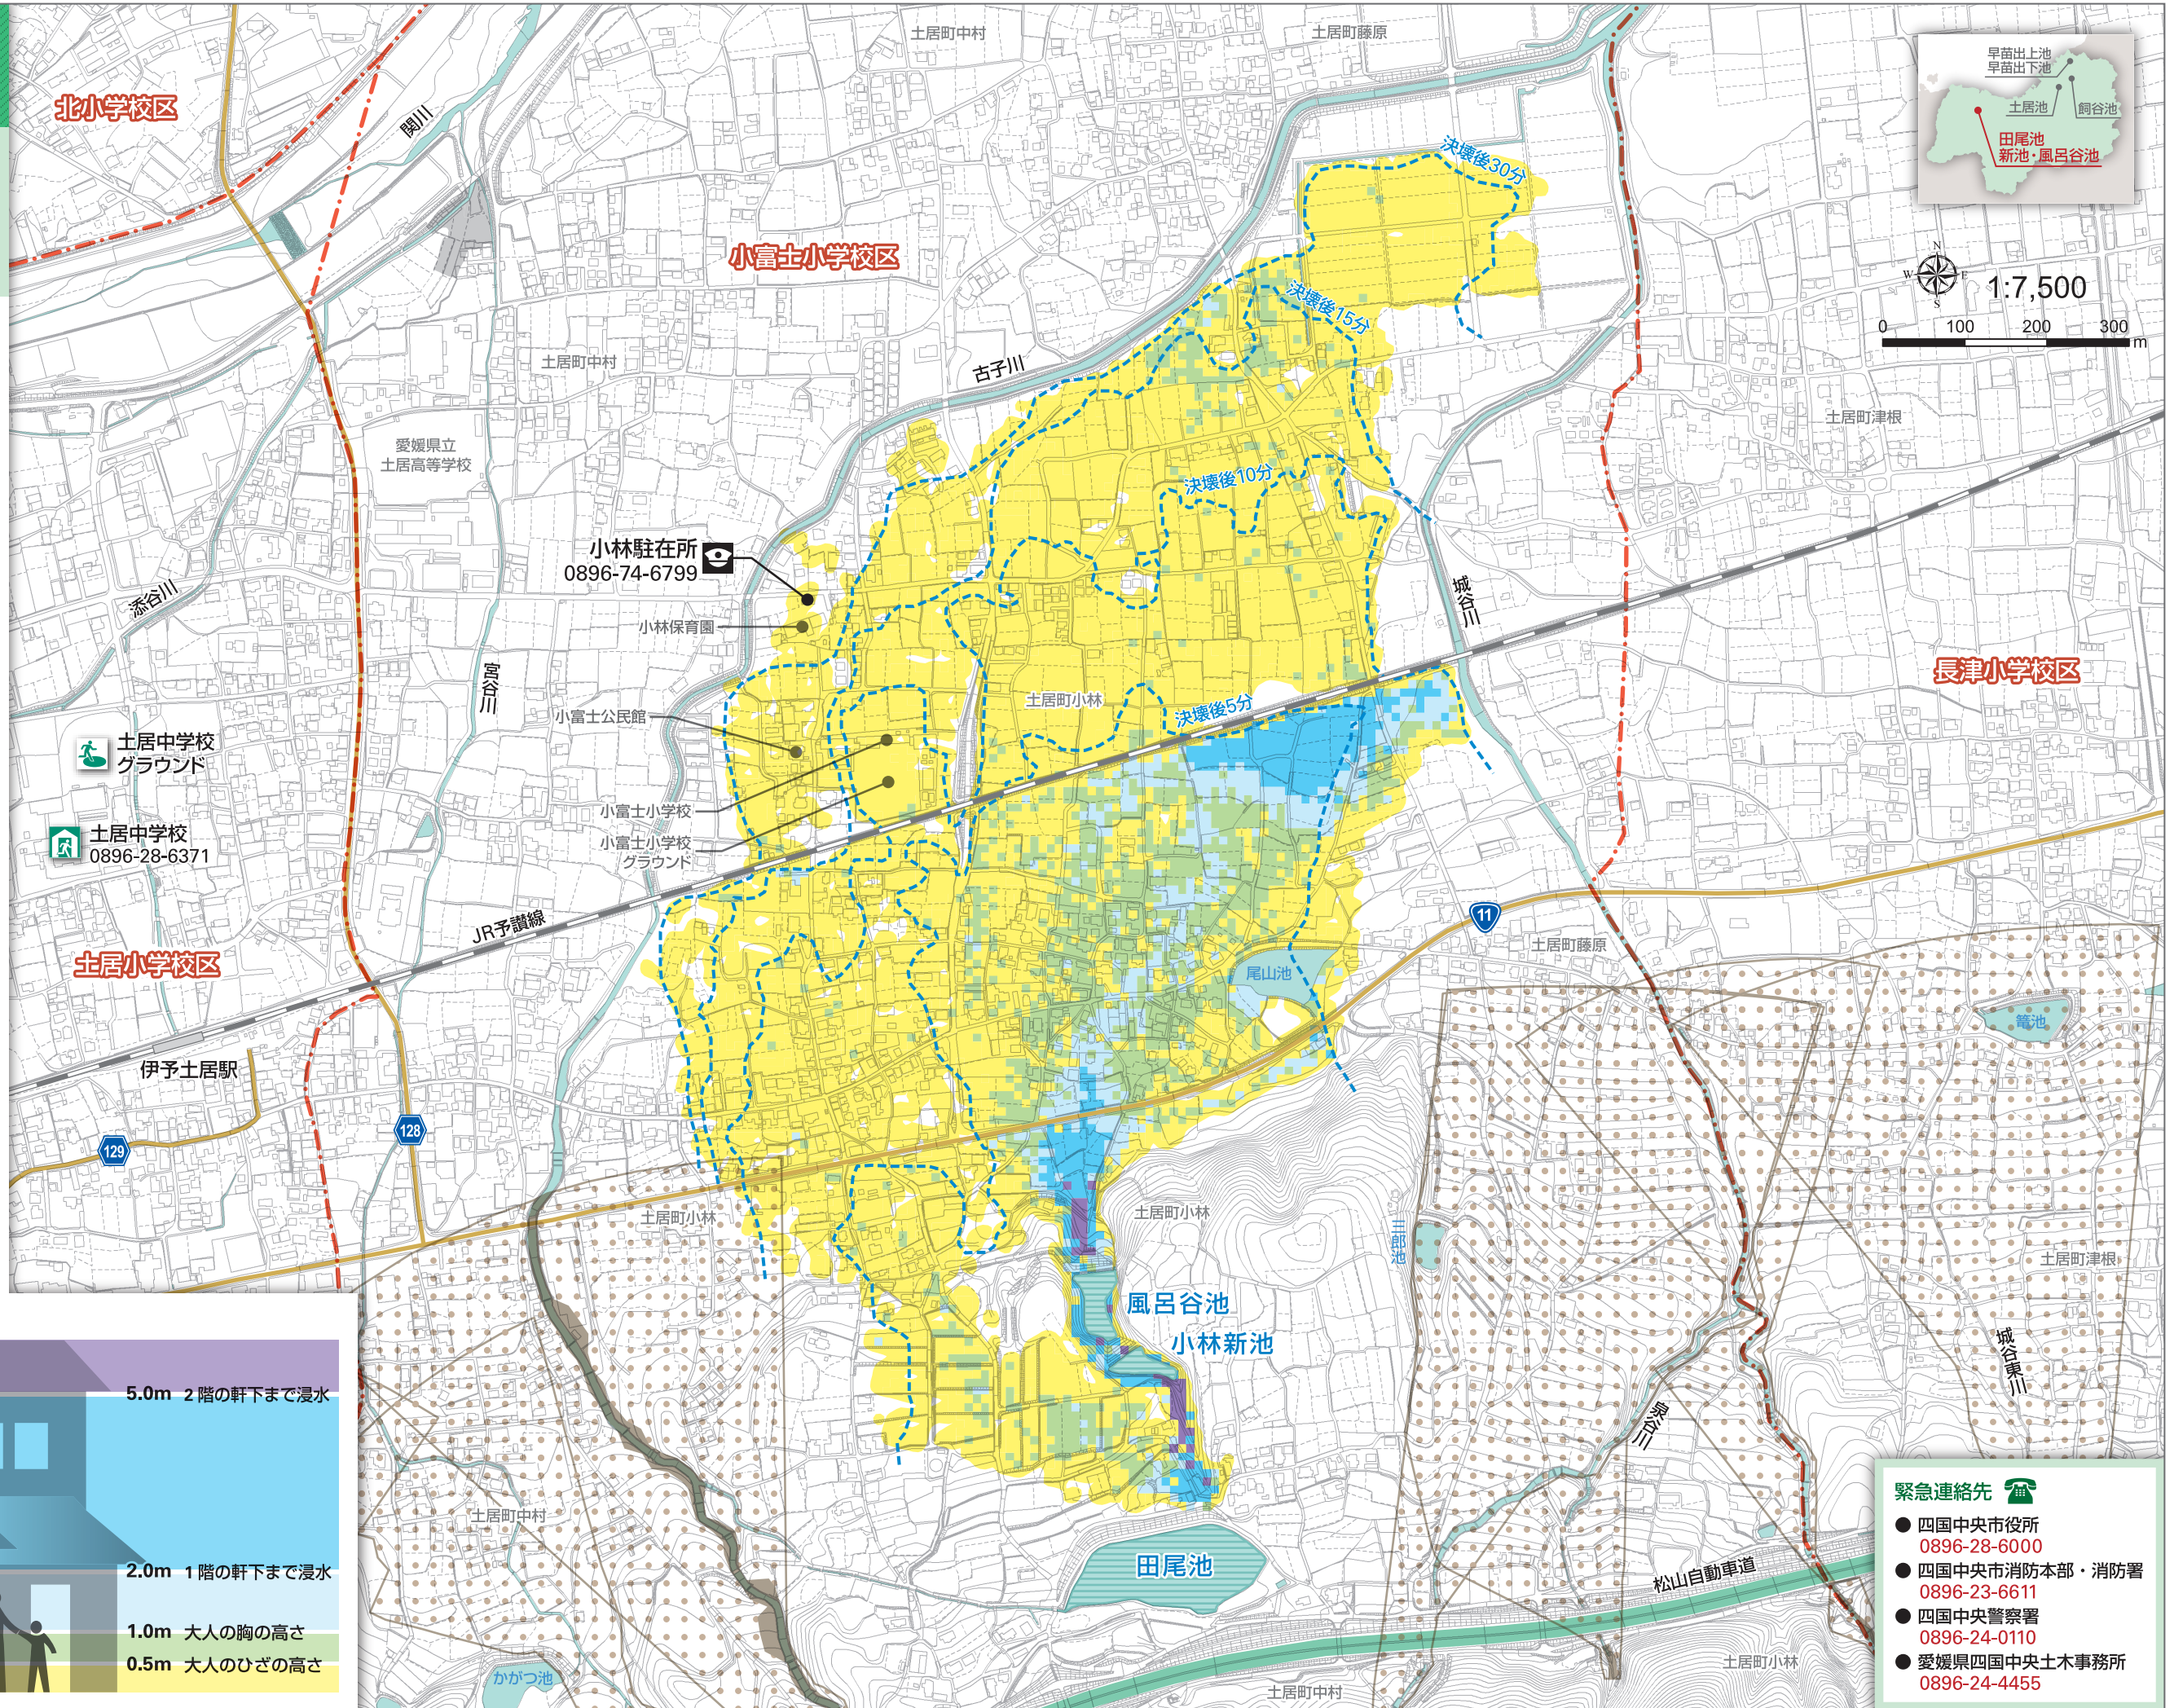 土居町中村
土居町藤原
北小学校区
関川
決壊後30分
早苗出上池
早苗出下池
土居池
飼谷池
田尾池
新池・風呂谷池
小富士小学校区
N
W
E
S
1:7,500
0 100 200 300
m
決壊後15分
土居町中村
古子川
土居町津根
愛媛県立
土居高等学校
決壊後10分
小林駐在所
0896-74-6799
添谷川
小林保育園
城谷川
宮谷川
長津小学校区
土居町小林
決壊後5分
小富士公民館
土居中学校
グラウンド
小富士小学校
土居中学校
0896-28-6371
小富士小学校
グラウンド
JR予讃線
11
土居町藤原
土居小学校区
尾山池
篭池
伊予土居駅
128
129
土居町小林
土居町小林
三郎池
土居町津根
風呂谷池
小林新池
城谷東川
泉谷川
5.0m 2階の軒下まで浸水
2.0m 1階の軒下まで浸水
1.0m 大人の胸の高さ
0.5m 大人のひざの高さ
土居町中村
田尾池
松山自動車道
かがつ池
土居町中村
土居町小林
緊急連絡先
● 四国中央市役所
0896-28-6000
● 四国中央市消防本部・消防署
0896-23-6611
● 四国中央警察署
0896-24-0110
● 愛媛県四国中央土木事務所
0896-24-4455